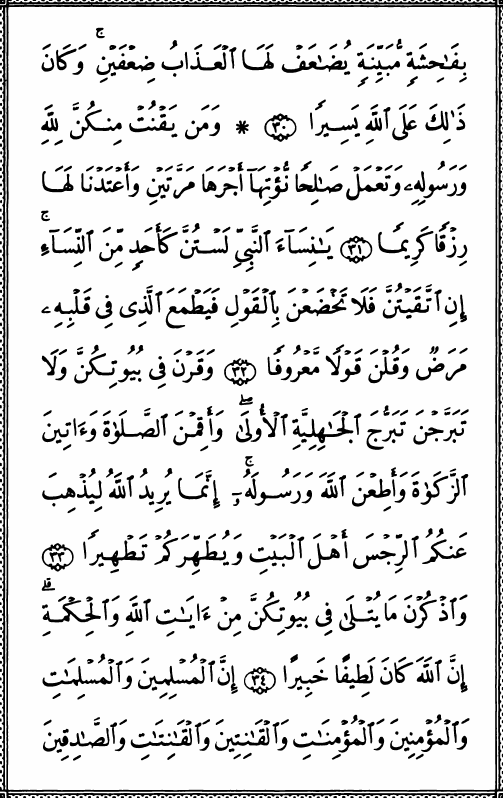 بِفَٰحِشَةٖ مُّبَيِّنَةٖ يُضَٰعَفۡ لَهَا ٱلۡعَذَابُ ضِعۡفَيۡنِۚ وَكَانَ
ذَٰلِكَ عَلَى ٱللَّهِ يَسِيرٗا ٣٠ * وَمَن يَقۡنُتۡ مِنكُنَّ لِلَّهِ
وَرَسُولِهِۦ وَتَعۡمَلۡ صَٰلِحٗا نُّؤۡتِهَآ أَجۡرَهَا مَرَّتَيۡنِ وَأَعۡتَدۡنَا لَهَا
رِزۡقٗا كَرِيمٗا ٣١ يَٰنِسَآءَ ٱلنَّبِيِّ لَسۡتُنَّ كَأَحَدٖ مِّنَ ٱلنِّسَآءِۚ
إِنِ ٱتَّقَيۡتُنَّ فَلَا تَخۡضَعۡنَ بِٱلۡقَوۡلِ فَيَطۡمَعَ ٱلَّذِي فِي قَلۡبِهِۦ
مَرَضٞ وَقُلۡنَ قَوۡلٗا مَّعۡرُوفٗا ٣٢ وَقَرۡنَ فِي بُيُوتِكُنَّ وَلَا
تَبَرَّجۡنَ تَبَرُّجَ ٱلۡجَٰهِلِيَّةِ ٱلۡأُولَىٰۖ وَأَقِمۡنَ ٱلصَّلَوٰةَ وَءَاتِينَ
ٱلزَّكَوٰةَ وَأَطِعۡنَ ٱللَّهَ وَرَسُولَهُۥٓۚ إِنَّمَا يُرِيدُ ٱللَّهُ لِيُذۡهِبَ
عَنكُمُ ٱلرِّجۡسَ أَهۡلَ ٱلۡبَيۡتِ وَيُطَهِّرَكُمۡ تَطۡهِيرٗا ٣٣
وَٱذۡكُرۡنَ مَا يُتۡلَىٰ فِي بُيُوتِكُنَّ مِنۡ ءَايَٰتِ ٱللَّهِ وَٱلۡحِكۡمَةِۚ
إِنَّ ٱللَّهَ كَانَ لَطِيفًا خَبِيرًا ٣٤ إِنَّ ٱلۡمُسۡلِمِينَ وَٱلۡمُسۡلِمَٰتِ
وَٱلۡمُؤۡمِنِينَ وَٱلۡمُؤۡمِنَٰتِ وَٱلۡقَٰنِتِينَ وَٱلۡقَٰنِتَٰتِ وَٱلصَّٰدِقِينَ